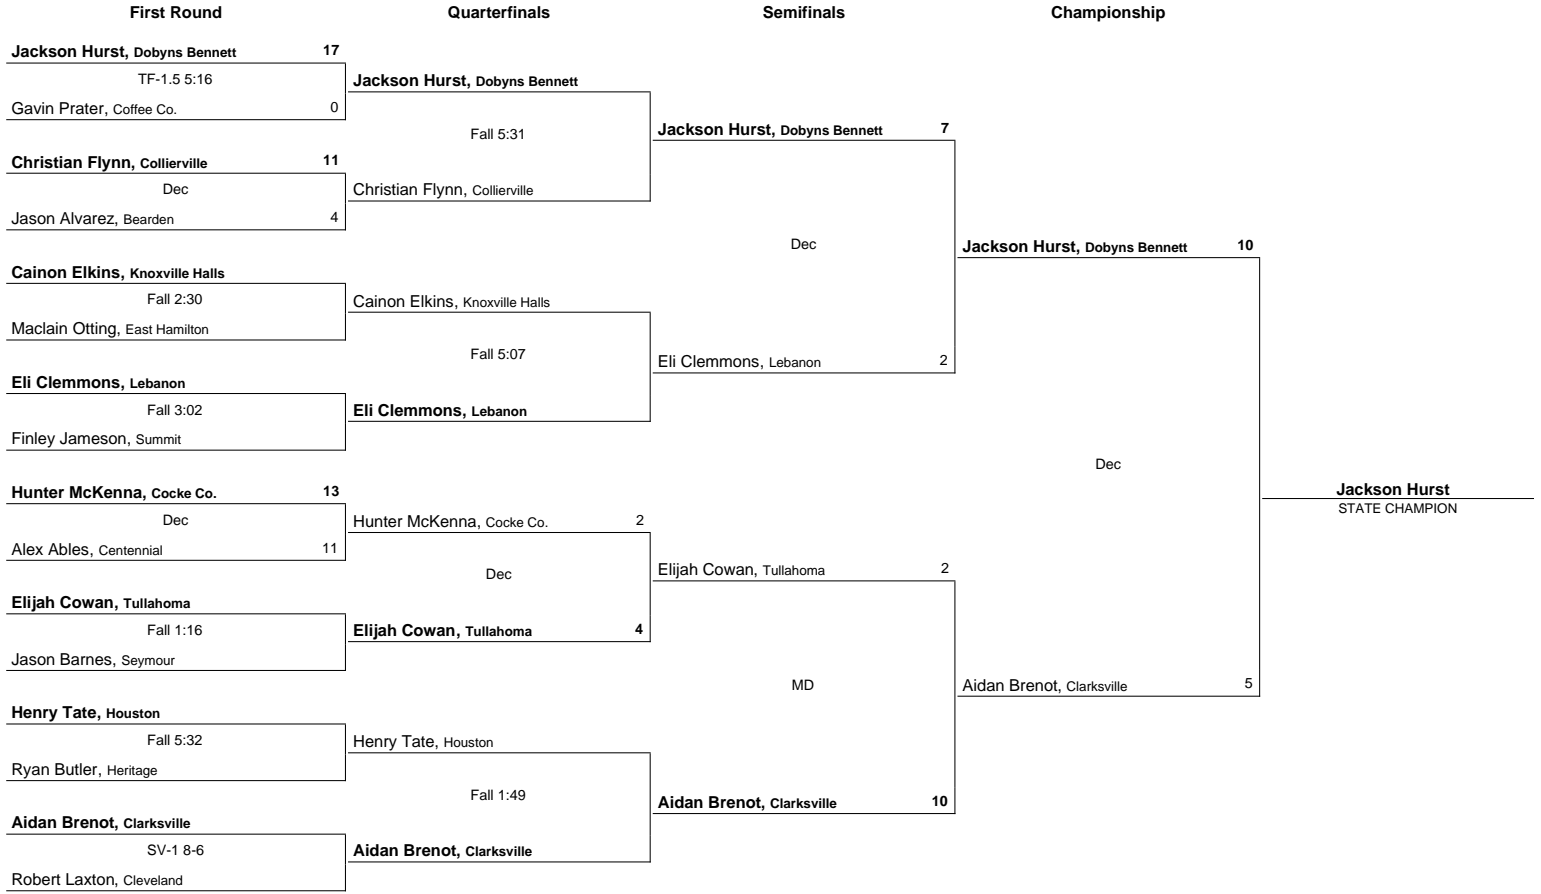 First Round Quarterfinals Semifinals Championship
Jackson Hurst, Dobyns Bennett 17
TF-1.5 5:16
Gavin Prater, Coffee Co. 0
Christian Flynn, Collierville 11
Dec
Jason Alvarez, Bearden 4
Cainon Elkins, Knoxville Halls
Fall 2:30
Maclain Otting, East Hamilton
Eli Clemmons, Lebanon
Fall 3:02
Finley Jameson, Summit
Hunter McKenna, Cocke Co. 13
Dec
Alex Ables, Centennial 11
Elijah Cowan, Tullahoma
Fall 1:16
Jason Barnes, Seymour
Henry Tate, Houston
Fall 5:32
Ryan Butler, Heritage
Aidan Brenot, Clarksville
SV-1 8-6
Robert Laxton, Cleveland
Jackson Hurst, Dobyns Bennett
Fall 5:31
Christian Flynn, Collierville
Cainon Elkins, Knoxville Halls
Fall 5:07
Eli Clemmons, Lebanon
Hunter McKenna, Cocke Co. 2
Dec
Elijah Cowan, Tullahoma 4
Henry Tate, Houston
Fall 1:49
Aidan Brenot, Clarksville
Jackson Hurst, Dobyns Bennett 7
Dec
Eli Clemmons, Lebanon 2
Elijah Cowan, Tullahoma 2
MD
Aidan Brenot, Clarksville 10
Jackson Hurst, Dobyns Bennett 10
Dec
Aidan Brenot, Clarksville 5
Jackson Hurst
STATE CHAMPION